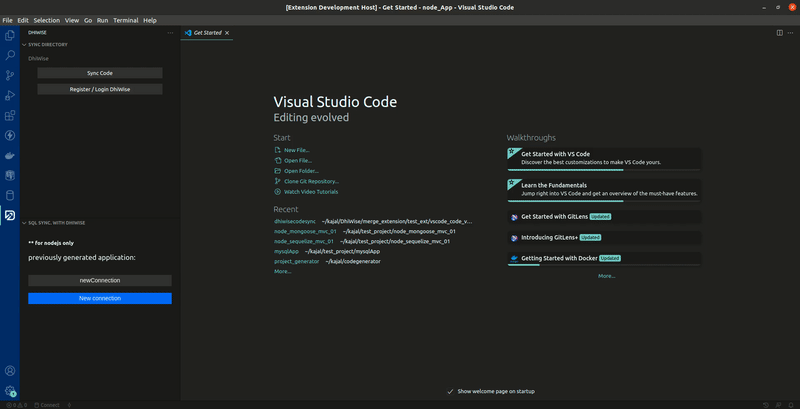 [Extension Development Host] - Get Started - node_App - Visual Studio Code
File Edit Selection View Go Run Terminal Help
DHIWISE
SYNC DIRECTORY
DhiWise
Sync Code
Register / Login DhiWise
SQL SYNC. WITH DHIWISE
** for nodejs only
previously generated application:
newConnection
New connection
Get Started
Visual Studio Code
Editing evolved
Start
New File...
Open File...
Open Folder...
Clone Git Repository...
Watch Video Tutorials
Recent
dhiwisecodesync ~/kajal/DhiWise/merge_extension/test_ext/vscode_code_v...
node_mongoose_mvc_01 ~/kajal/test_project/node_mongoose_mvc_01
node_sequelize_mvc_01 ~/kajal/test_project/node_sequelize_mvc_01
mysqlApp ~/kajal/test_project/mysqlApp
project_generator ~/kajal/codegenerator
More...
Walkthroughs
Get Started with VS Code
Discover the best customizations to make VS Code yours.
Learn the Fundamentals
Jump right into VS Code and get an overview of the must-have features.
Get Started with GitLens Updated
Introducing GitLens+ Updated
Getting Started with Docker Updated
More...
Show welcome page on startup
0 0 Connect